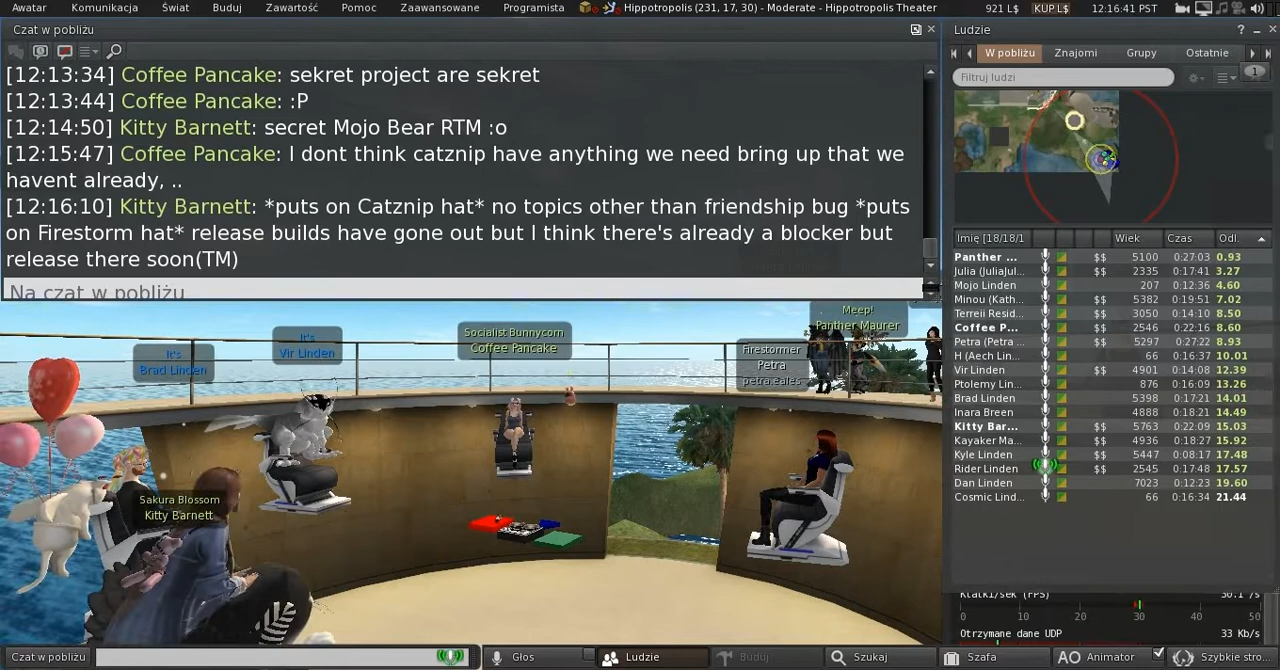 Awatar Komunikacja Świat Buduj Zawartość Pomoc Zaawansowane Programista Hippotropolis (231, 17, 30) - Moderate - Hippotropolis Theater 921 L$ KUP L$ 12:16:41 PST
Czat w pobliżu
[12:13:34] Coffee Pancake: sekret project are sekret
[12:13:44] Coffee Pancake: :P
[12:14:50] Kitty Barnett: secret Mojo Bear RTM :o
[12:15:47] Coffee Pancake: I dont think catznip have anything we need bring up that we
havent already, ..
[12:16:10] Kitty Barnett: *puts on Catznip hat* no topics other than friendship bug *puts
on Firestorm hat* release builds have gone out but I think there's already a blocker but
release there soon(TM)
Na czat w pobliżu
It's
Brad Linden
It's
Vir Linden
Socialist Bunnycorn
Coffee Pancake
Firestormer
Petra
petra.eales
Meep!
Panther Maurer
Sakura Blossom
Kitty Barnett
Ludzie
W pobliżu Znajomi Grupy Ostatnie
Filtruj ludzi
1
Imię [18/18/1 Wiek Czas Odl.
Panther ... $$ 5100 0:27:03 0.93
Julia (JuliaJul... $$ 2335 0:17:41 3.27
Mojo Linden 207 0:12:36 4.60
Minou (Kath... $$ 5382 0:19:51 7.02
Terreii Resid... $$ 3050 0:14:10 8.50
Coffee P... $$ 2546 0:22:16 8.60
Petra (Petra ... $$ 5297 0:27:22 8.93
H (Aech Lin... 66 0:16:37 10.01
Vir Linden $$ 4901 0:14:08 12.39
Ptolemy Lin... 876 0:16:09 13.26
Brad Linden 5398 0:17:21 14.01
Inara Breen 4888 0:18:21 14.49
Kitty Bar... $$ 5763 0:22:09 15.03
Kayaker Ma... $$ 4936 0:18:27 15.92
Kyle Linden $$ 5447 0:08:17 17.48
Rider Linden $$ 2545 0:17:48 17.57
Dan Linden 7023 0:12:23 19.60
Cosmic Lind... 66 0:16:34 21.44
Klatki/sek (FPS) 30.1 /s
0 10 20 30 40 50
Otrzymane dane UDP 33 Kb/s
Czat w pobliżu Głos Ludzie Buduj Szukaj Szafa AO Animator Szybkie stro...